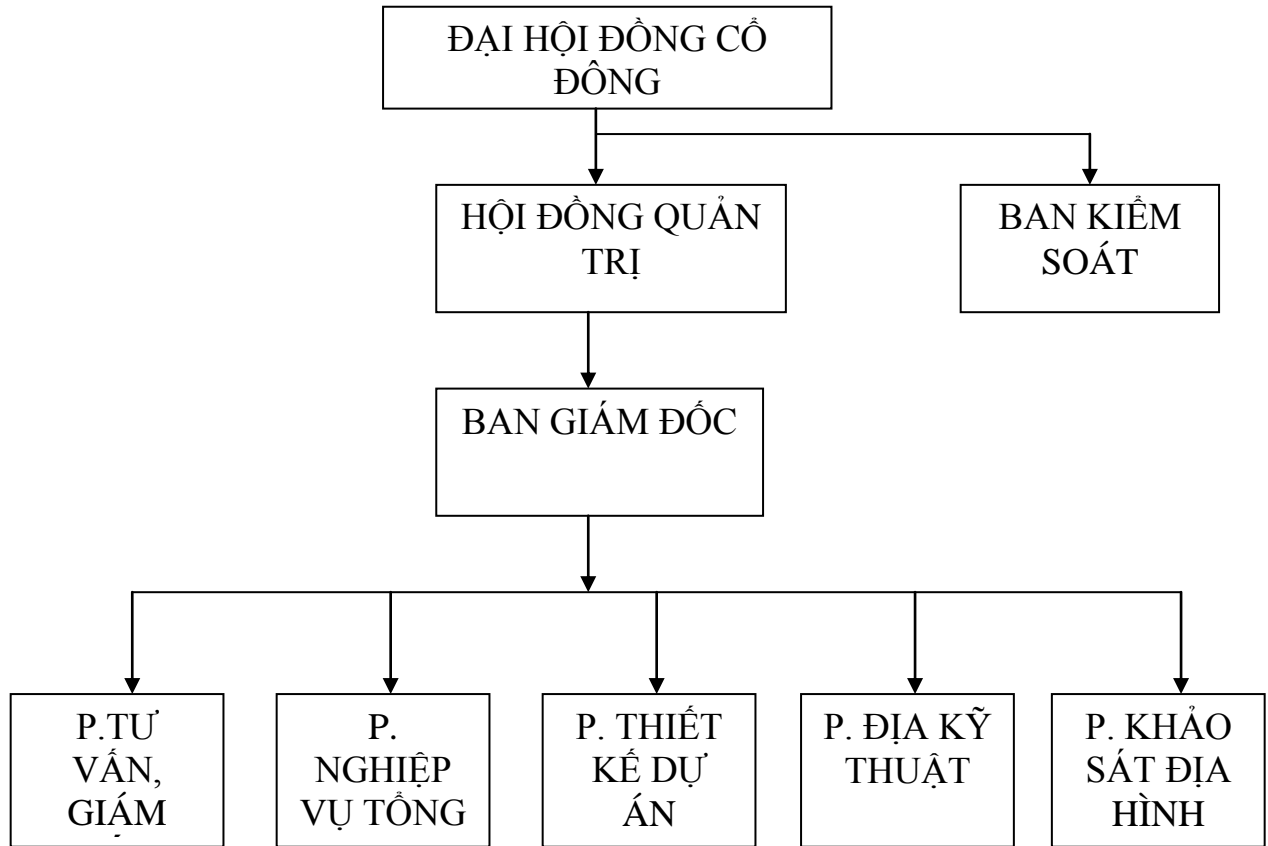 ĐẠI HỘI ĐỒNG CỔ
ĐÔNG
HỘI ĐỒNG QUẢN
TRỊ
BAN KIỂM
SOÁT
BAN GIÁM ĐỐC
P.TƯ
VẤN,
GIÁM
P.
NGHIỆP
VỤ TỔNG
P. THIẾT
KẾ DỰ
ÁN
P. ĐỊA KỸ
THUẬT
P. KHẢO
SÁT ĐỊA
HÌNH